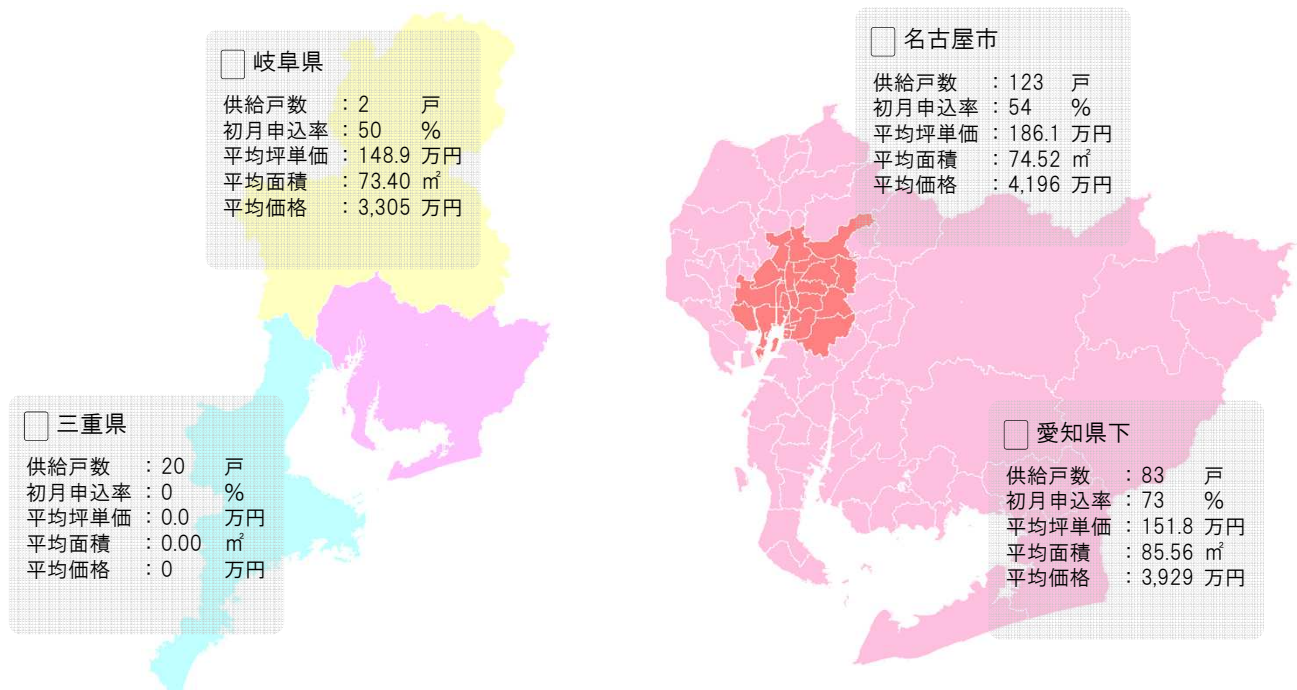 岐阜県
供給戸数 : 2 戸
初月申込率 : 50 %
平均坪単価 : 148.9 万円
平均面積 : 73.40 ㎡
平均価格 : 3,305 万円
三重県
供給戸数 : 20 戸
初月申込率 : 0 %
平均坪単価 : 0.0 万円
平均面積 : 0.00 ㎡
平均価格 : 0 万円
名古屋市
供給戸数 : 123 戸
初月申込率 : 54 %
平均坪単価 : 186.1 万円
平均面積 : 74.52 ㎡
平均価格 : 4,196 万円
愛知県下
供給戸数 : 83 戸
初月申込率 : 73 %
平均坪単価 : 151.8 万円
平均面積 : 85.56 ㎡
平均価格 : 3,929 万円